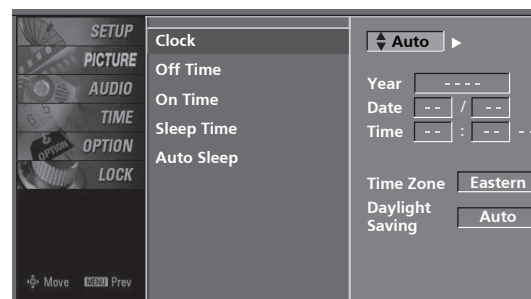 SETUP
PICTURE
AUDIO
TIME
OPTION
LOCK
Move MENU Prev
Clock
Off Time
On Time
Sleep Time
Auto Sleep
Auto
Year - - - -
Date - - / - -
Time - - : - - - -
Time Zone Eastern
Daylight
Saving Auto